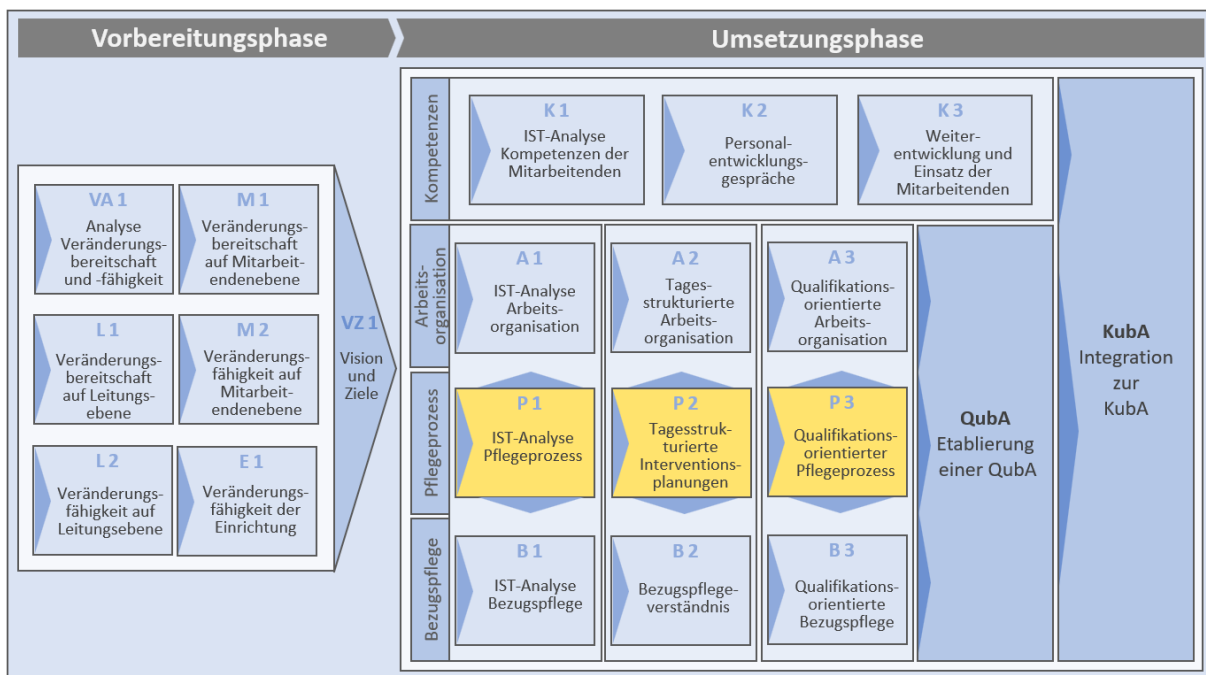 Vorbereitungsphase
Umsetzungsphase
VA 1
Analyse
Veränderungs-
bereitschaft
und -fähigkeit
M 1
Veränderungs-
bereitschaft
auf Mitarbeit-
endenebene
L 1
Veränderungs-
bereitschaft
auf Leitungs-
ebene
M 2
Veränderungs-
fähigkeit auf
Mitarbeit-
endenebene
L 2
Veränderungs-
fähigkeit auf
Leitungsebene
E 1
Veränderungs-
fähigkeit der
Einrichtung
VZ 1
Vision
und
Ziele
Kompetenzen
K 1
IST-Analyse
Kompetenzen der
Mitarbeitenden
K 2
Personal-
entwicklungs-
gespräche
K 3
Weiter-
entwicklung und
Einsatz der
Mitarbeitenden
Arbeits-
organisation
A 1
IST-Analyse
Arbeits-
organisation
A 2
Tages-
strukturierte
Arbeits-
organisation
A 3
Qualifikations-
orientierte
Arbeits-
organisation
Pflegeprozess
P 1
IST-Analyse
Pflegeprozess
P 2
Tagesstruk-
turierte
Interventions-
planungen
P 3
Qualifikations-
orientierter
Pflegeprozess
Bezugspflege
B 1
IST-Analyse
Bezugspflege
B 2
Bezugspflege-
verständnis
B 3
Qualifikations-
orientierte
Bezugspflege
QubA
Etablierung
einer QubA
KubA
Integration
zur
KubA